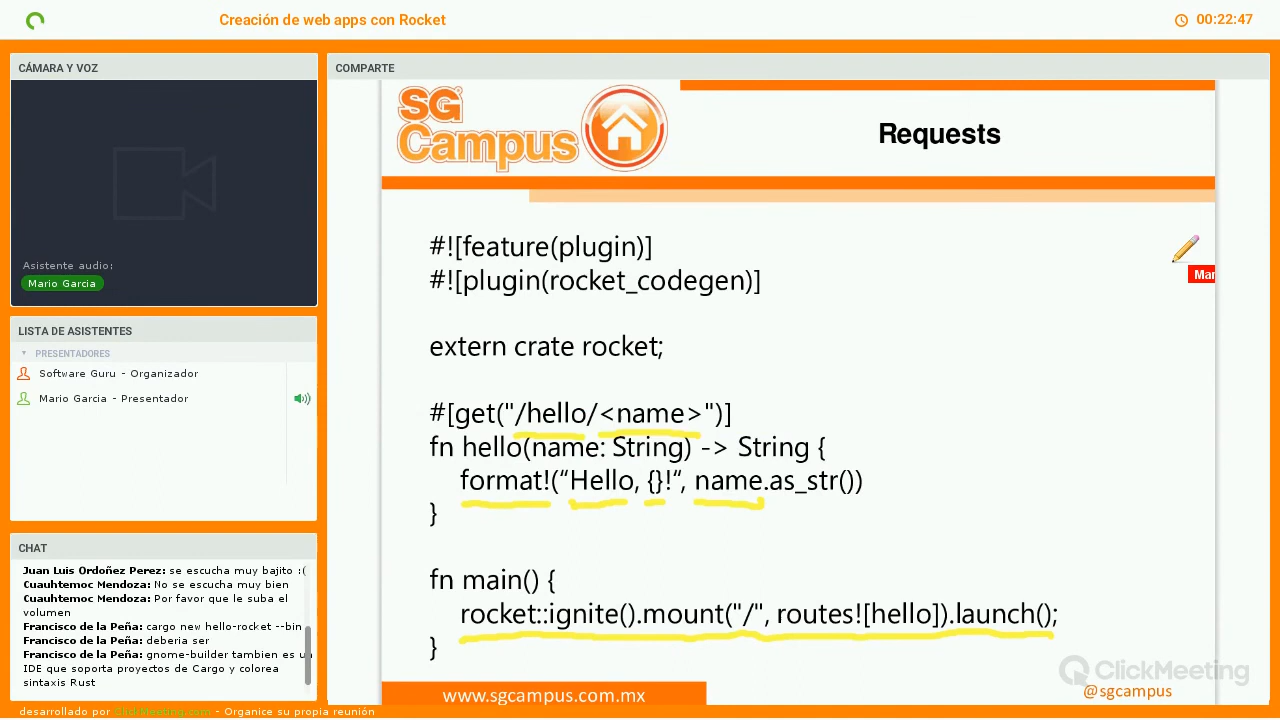 Creación de web apps con Rocket
00:22:47
CÁMARA Y VOZ
Asistente audio:
Mario Garcia
LISTA DE ASISTENTES
PRESENTADORES
Software Guru - Organizador
Mario Garcia - Presentador
CHAT
Juan Luis Ordoñez Perez: se escucha muy bajito :(
Cuauhtemoc Mendoza: No se escucha muy bien
Cuauhtemoc Mendoza: Por favor que le suba el
volumen
Francisco de la Peña: cargo new hello-rocket --bin
Francisco de la Peña: deberia ser
Francisco de la Peña: gnome-builder tambien es un
IDE que soporta proyectos de Cargo y colorea
sintaxis Rust
desarrollado por ClickMeeting.com - Organice su propia reunión
COMPARTE
SG
Campus
Requests
#![feature(plugin)]
#![plugin(rocket_codegen)]
Mar
extern crate rocket;
#[get("/hello/<name>")]
fn hello(name: String) -> String {
format!(“Hello, {}!“, name.as_str())
}
fn main() {
rocket::ignite().mount("/", routes![hello]).launch();
}
ClickMeeting
www.sgcampus.com.mx
@sgcampus